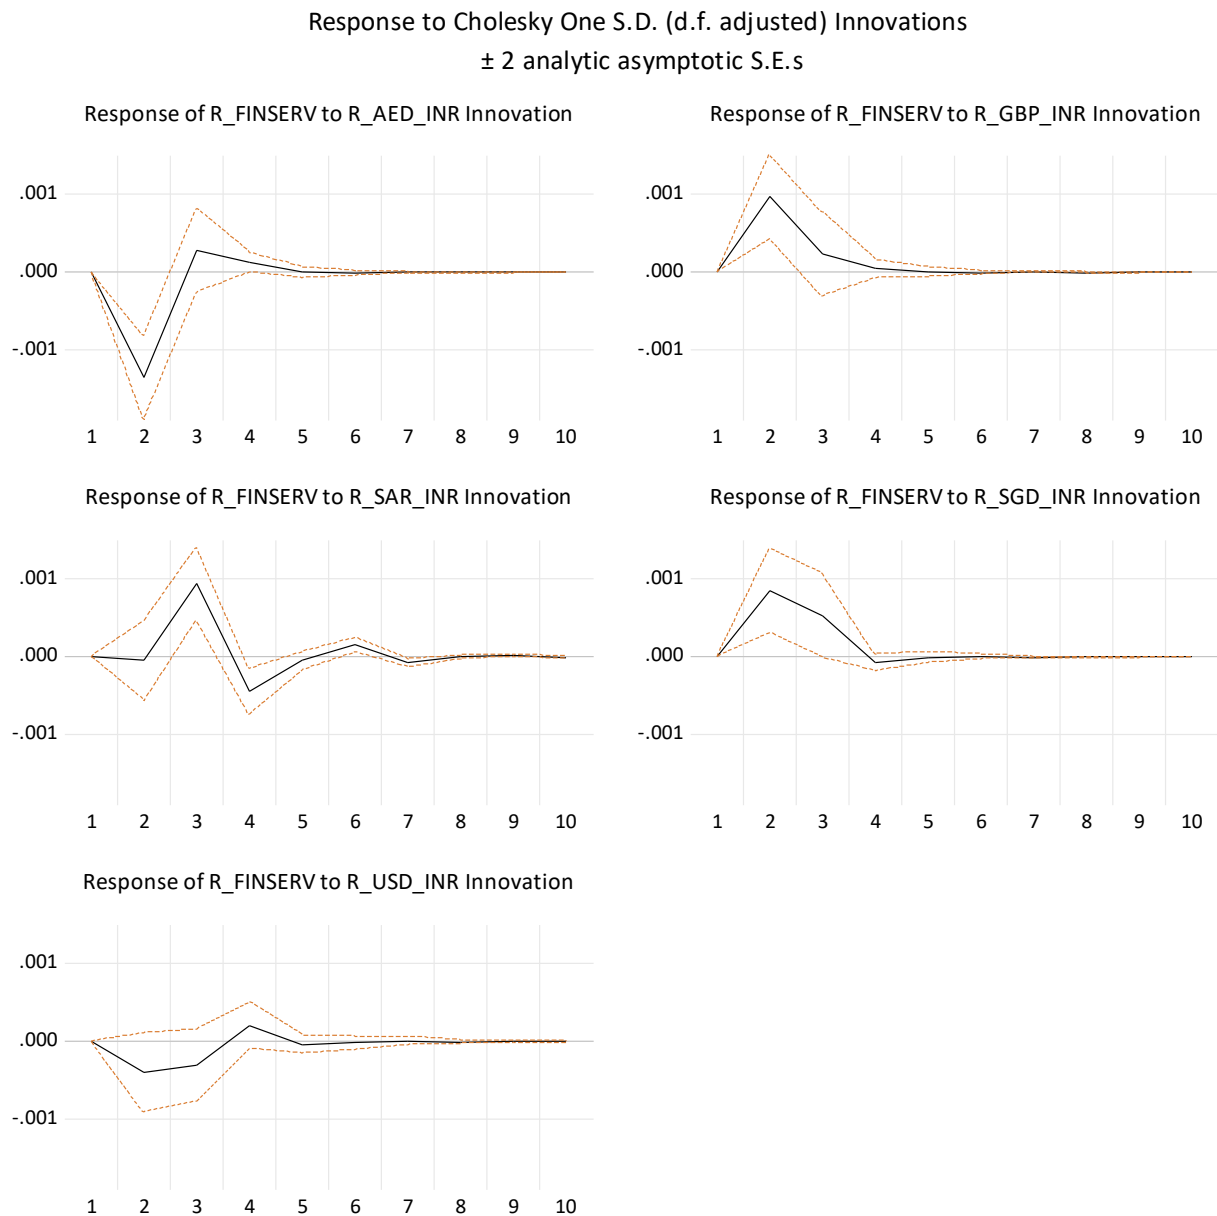 Response to Cholesky One S.D. (d.f. adjusted) Innovations
± 2 analytic asymptotic S.E.s
Response of R_FINSERV to R_AED_INR Innovation
.001
.000
-.001
1 2 3 4 5 6 7 8 9 10
Response of R_FINSERV to R_GBP_INR Innovation
.001
.000
-.001
1 2 3 4 5 6 7 8 9 10
Response of R_FINSERV to R_SAR_INR Innovation
.001
.000
-.001
1 2 3 4 5 6 7 8 9 10
Response of R_FINSERV to R_SGD_INR Innovation
.001
.000
-.001
1 2 3 4 5 6 7 8 9 10
Response of R_FINSERV to R_USD_INR Innovation
.001
.000
-.001
1 2 3 4 5 6 7 8 9 10